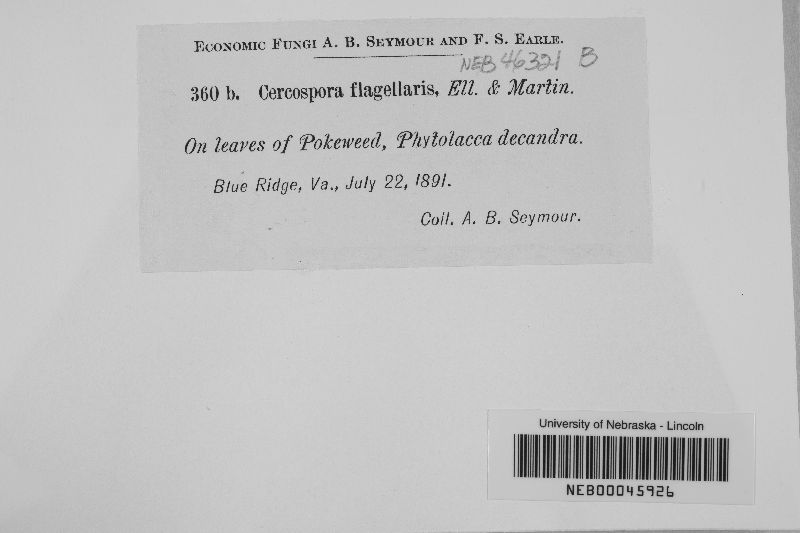 ECONOMIC FUNGI A. B. SEYMOUR AND F. S. EARLE.
NEB 46321 B
360 b. Cercospora flagellaris, Ell. & Martin.
On leaves of Pokeweed, Phytolacca decandra.
Blue Ridge, Va., July 22, 1891.
Coll. A. B. Seymour.
University of Nebraska - Lincoln
NEB00045926